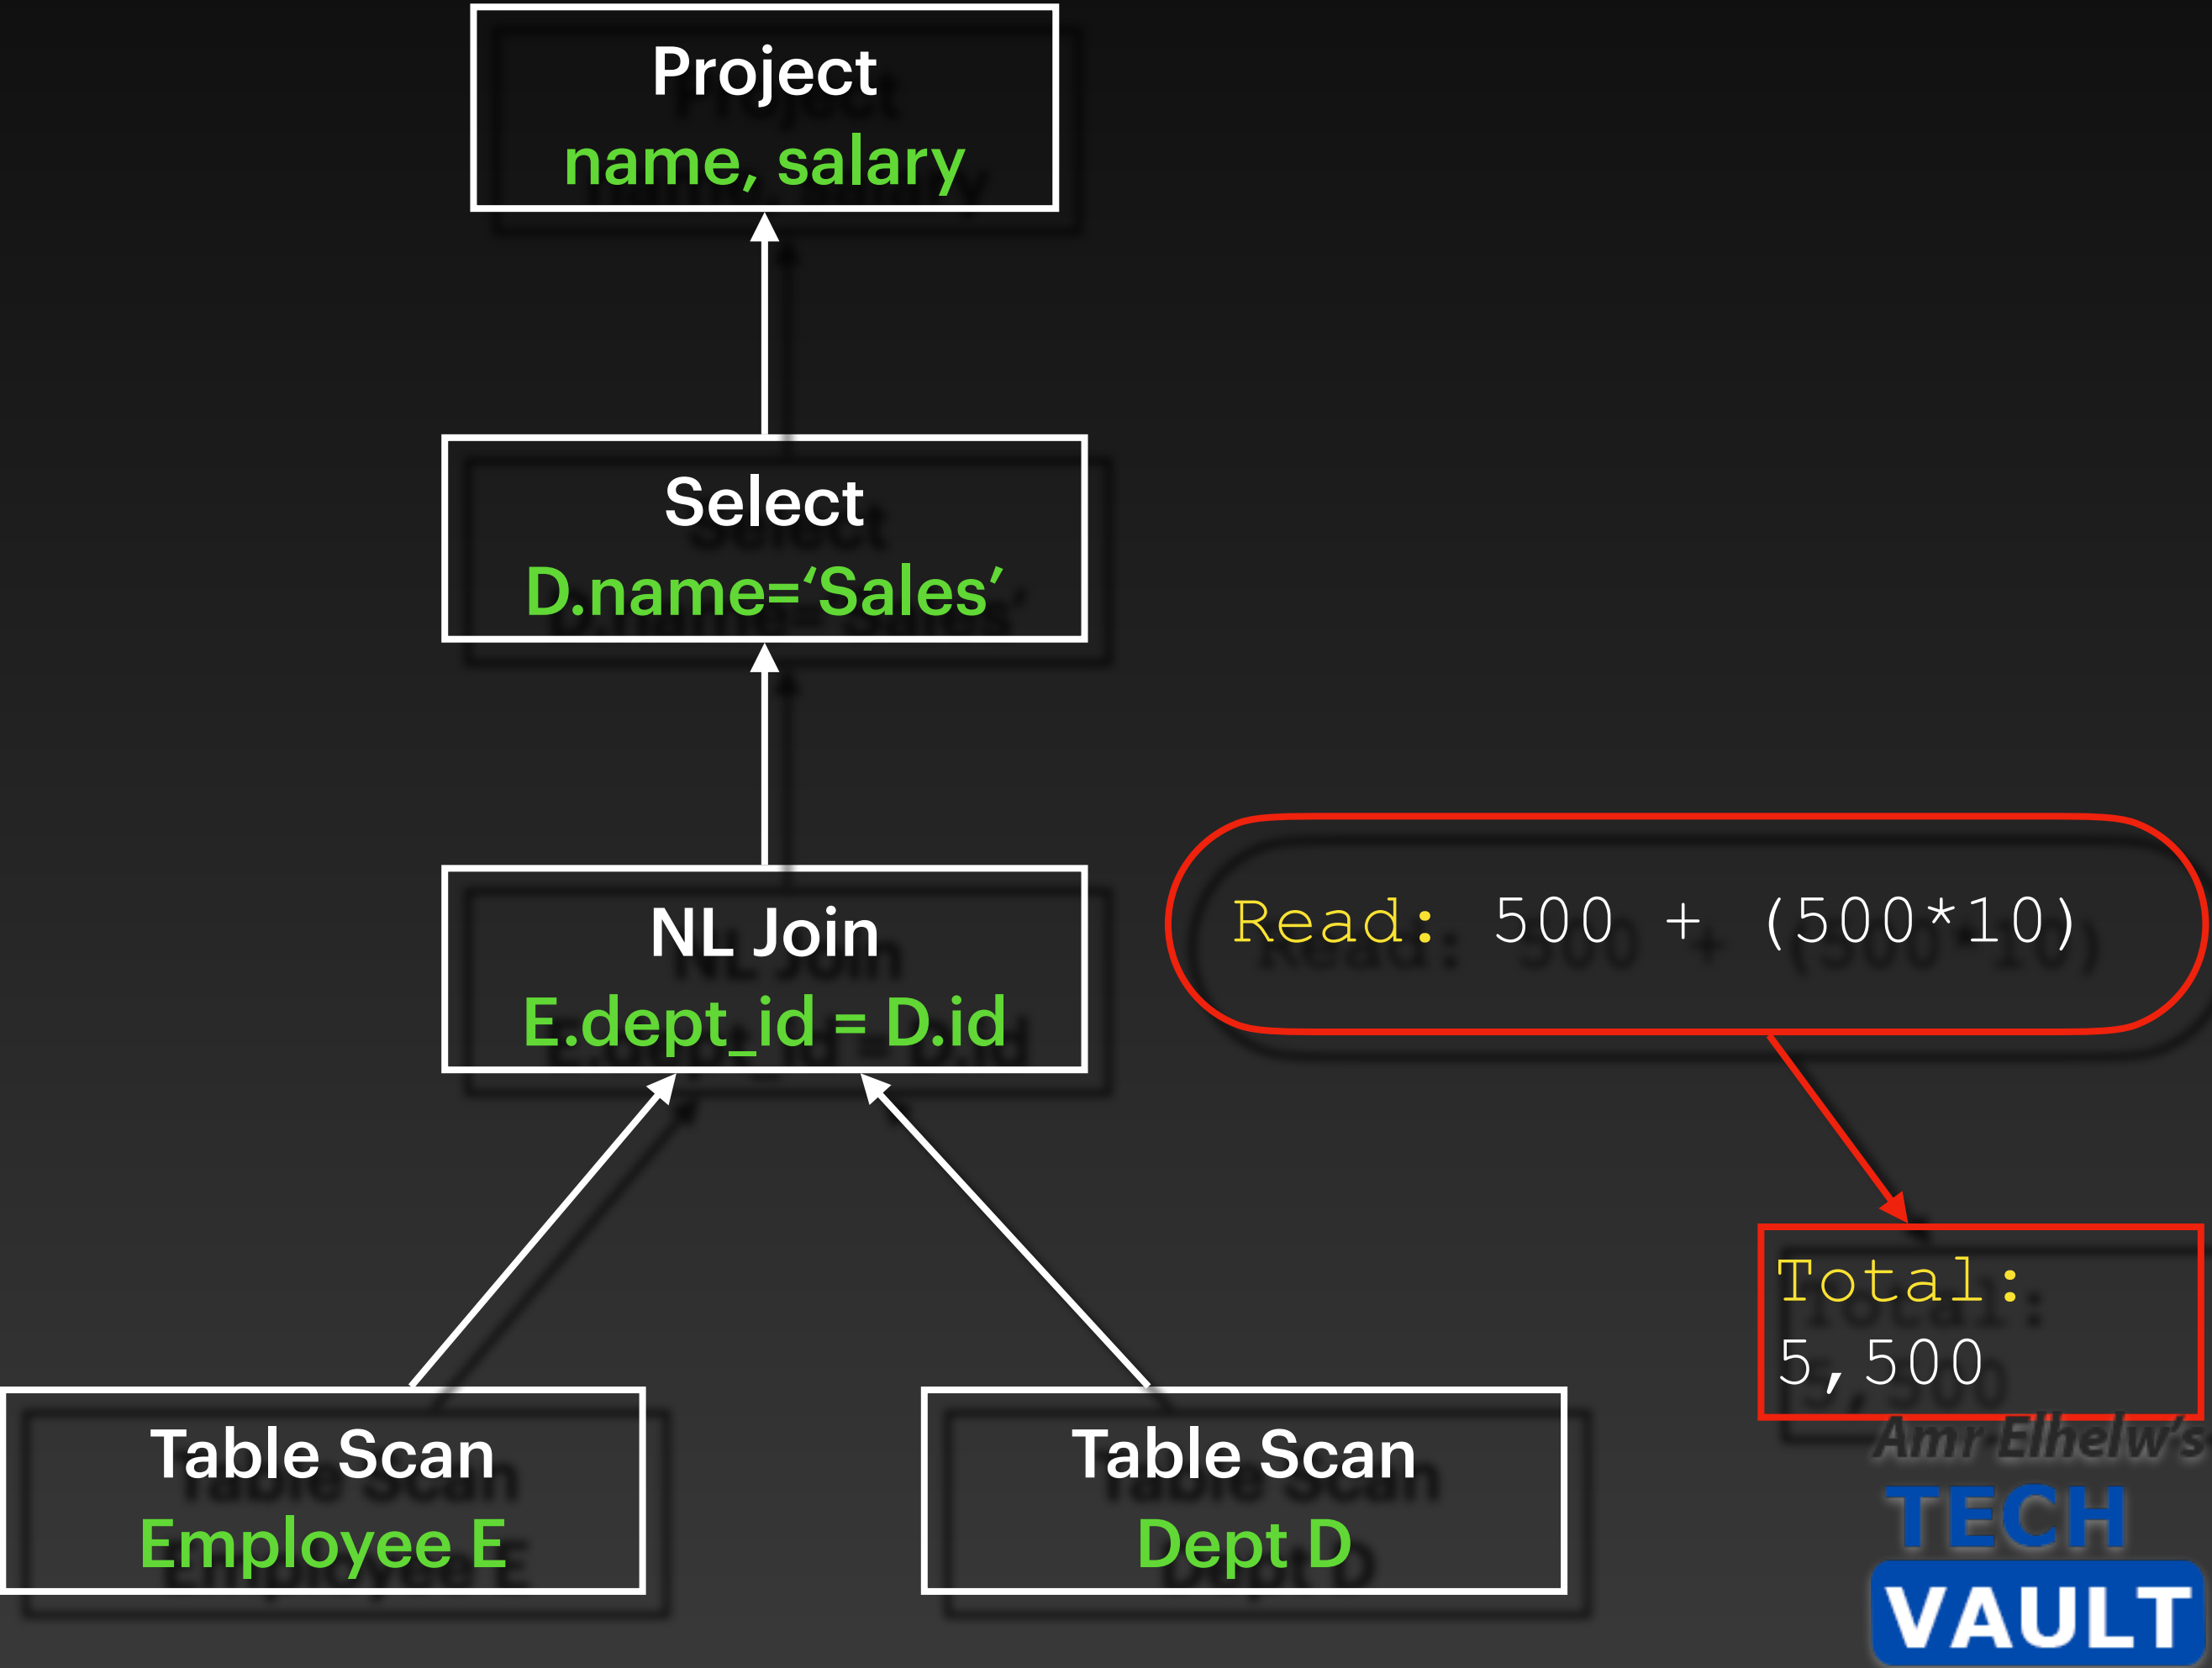 Project
name, salary
Select
D.name=‘Sales’
NL Join
E.dept_id = D.id
Read: 500 + (500*10)
Total:
5,500
Table Scan
Employee E
Table Scan
Dept D
Amr Elhelw's
TECH
VAULT